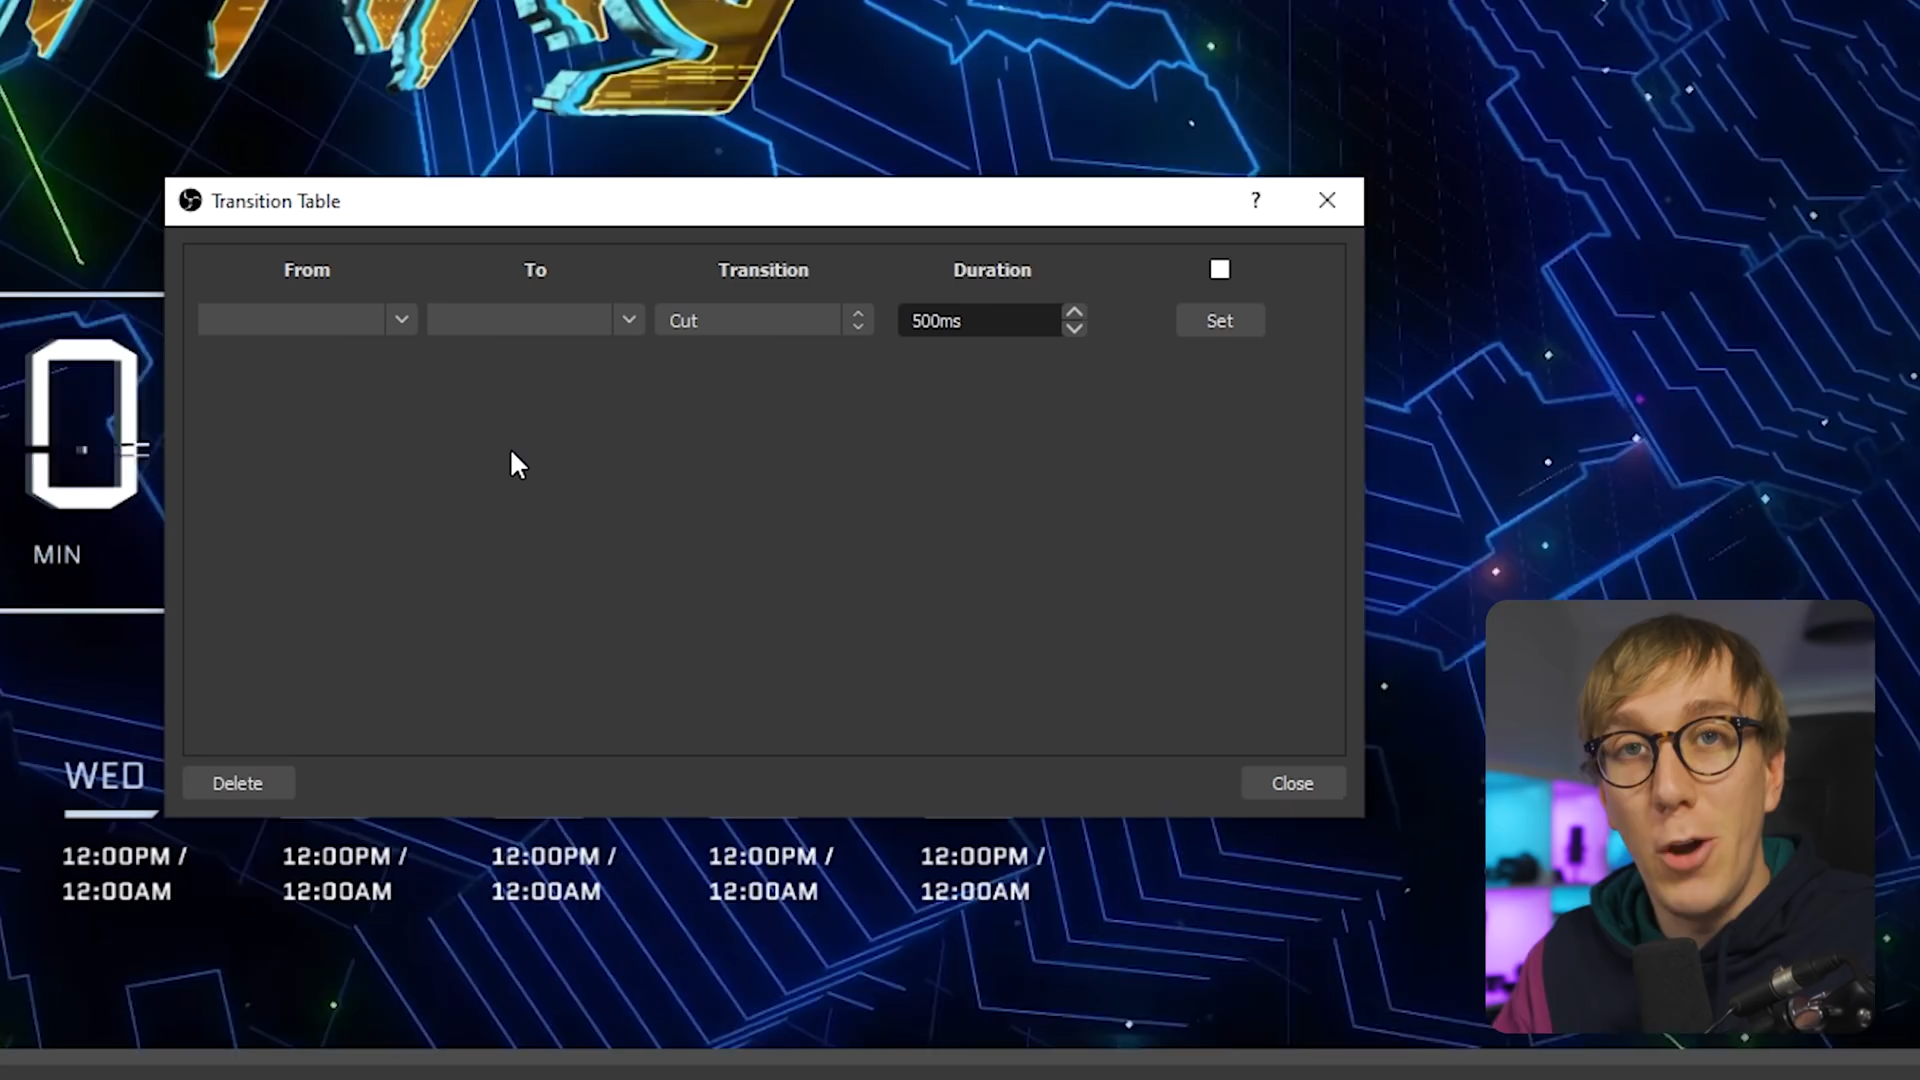 Transition Table
?
From To Transition Duration
Cut 500ms Set
0
MIN
Delete Close
WED
12:00PM / 12:00PM / 12:00PM / 12:00PM / 12:00PM /
12:00AM 12:00AM 12:00AM 12:00AM 12:00AM